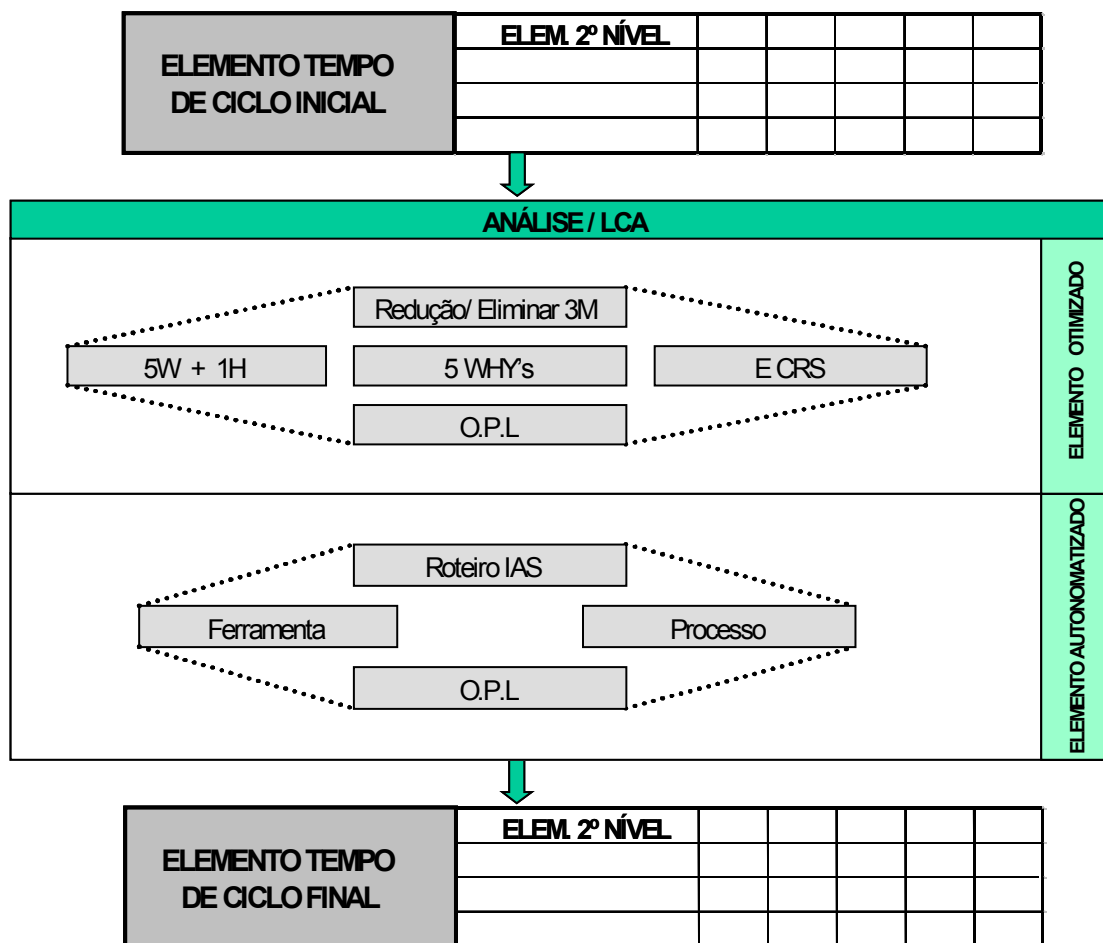 ELEMENTO TEMPO
DE CICLO INICIAL
ELEM. 2º NÍVEL
ANÁLISE / LCA
Redução/ Eliminar 3M
5W + 1H
5 WHY's
E CRS
O.P.L
ELEMENTO OTIMIZADO
Roteiro IAS
Ferramenta
Processo
O.P.L
ELEMENTO AUTONOMATIZADO
ELEMENTO TEMPO
DE CICLO FINAL
ELEM. 2º NÍVEL